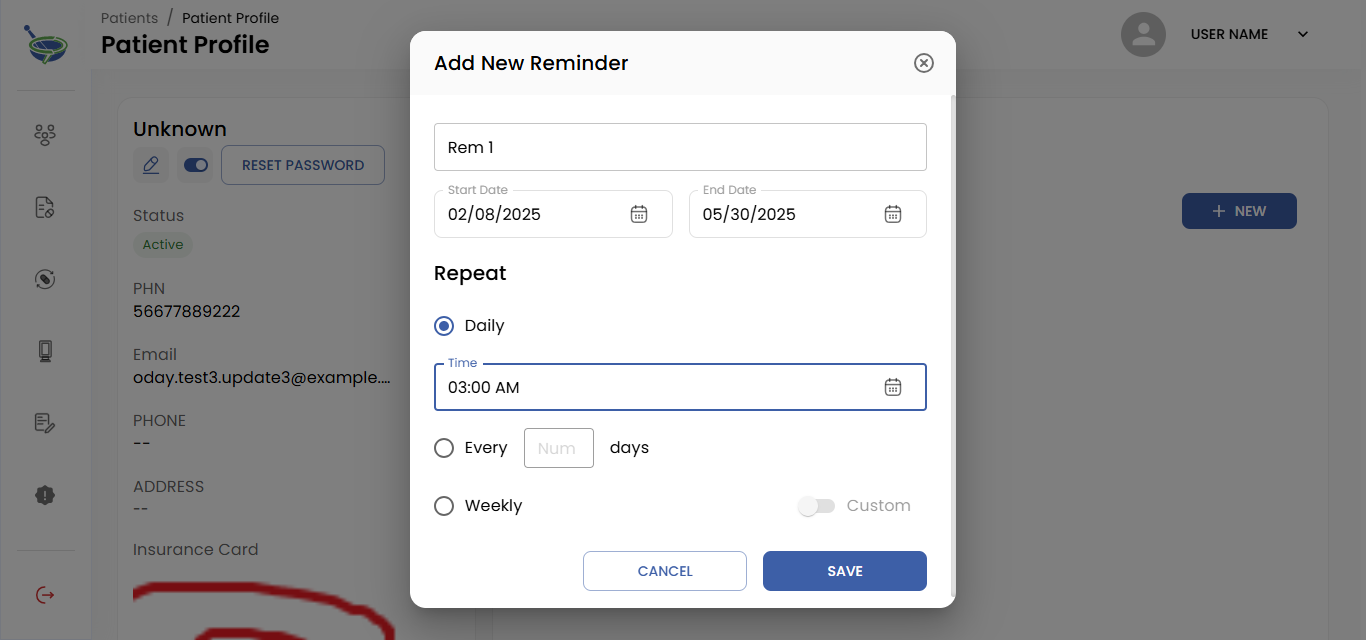 Patients / Patient Profile
Patient Profile
USER NAME
Unknown
RESET PASSWORD
Status
Active
PHN
56677889222
Email
oday.test3.update3@example....
PHONE
--
ADDRESS
--
Insurance Card
+ NEW
Add New Reminder
Rem 1
Start Date
02/08/2025
End Date
05/30/2025
Repeat
Daily
Time
03:00 AM
Every Num days
Weekly
Custom
CANCEL
SAVE